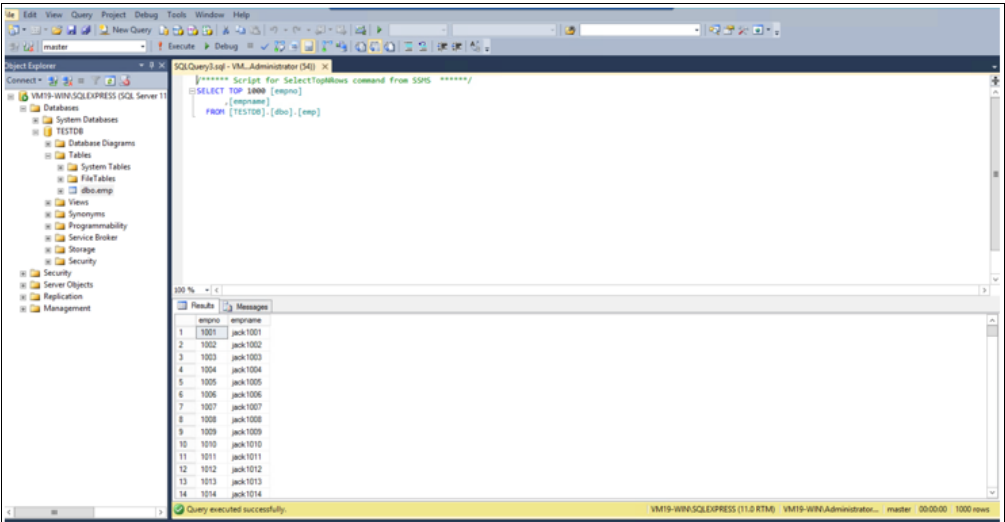 File Edit View Query Project Debug Tools Window Help
New Query
master Execute Debug
Object Explorer
Connect
VM19-WIN\SQLEXPRESS (SQL Server 11
Databases
System Databases
TESTDB
Database Diagrams
Tables
System Tables
FileTables
dbo.emp
Views
Synonyms
Programmability
Service Broker
Storage
Security
Security
Server Objects
Replication
Management
SQLQuery3.sql - VM...Administrator (54)) ×
/****** Script for SelectTopNRows command from SSMS ******/
SELECT TOP 1000 [empno]
,[empname]
FROM [TESTDB].[dbo].[emp]
100 %
Results Messages
empno empname
1 1001 jack1001
2 1002 jack1002
3 1003 jack1003
4 1004 jack1004
5 1005 jack1005
6 1006 jack1006
7 1007 jack1007
8 1008 jack1008
9 1009 jack1009
10 1010 jack1010
11 1011 jack1011
12 1012 jack1012
13 1013 jack1013
14 1014 jack1014
Query executed successfully. VM19-WIN\SQLEXPRESS (11.0 RTM) VM19-WIN\Administrator... master 00:00:00 1000 rows